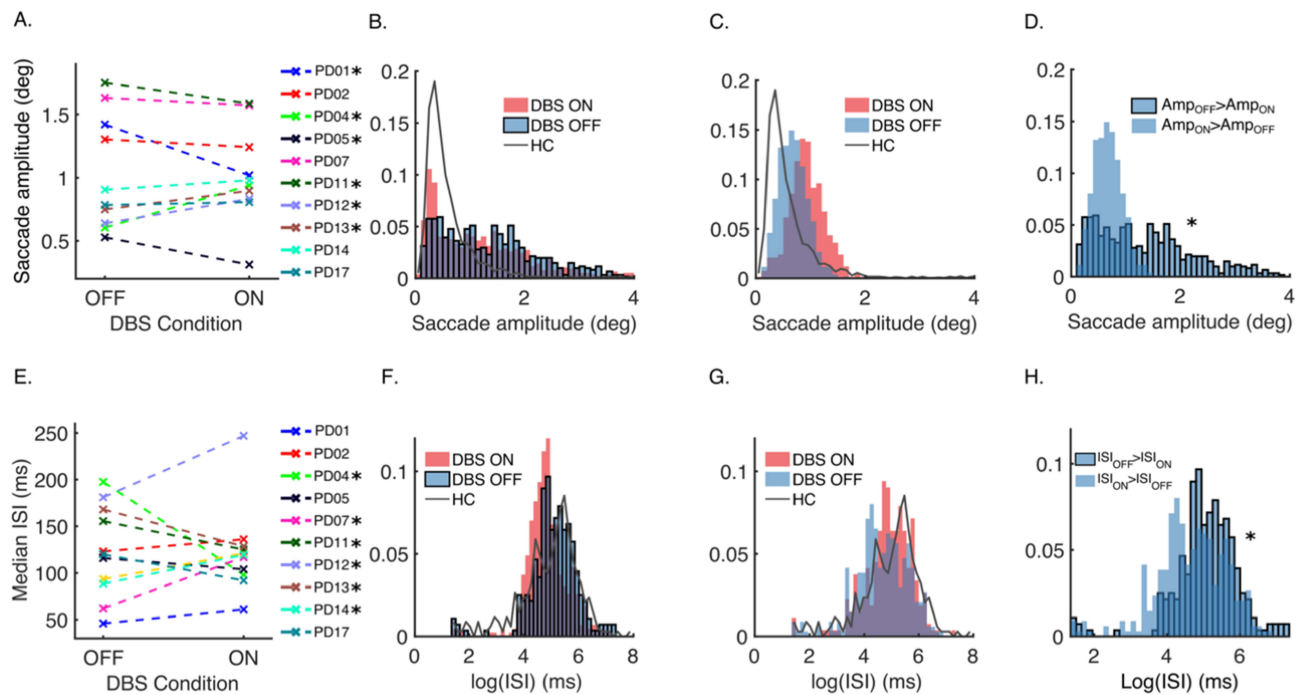 A.
Saccade amplitude (deg)
1.5
1
0.5
OFF
ON
DBS Condition
PD01*
PD02
PD04*
PD05*
PD07
PD11*
PD12*
PD13*
PD14
PD17
B.
0.2
0.15
0.1
0.05
0
0
2
4
Saccade amplitude (deg)
DBS ON
DBS OFF
HC
C.
0.2
0.15
0.1
0.05
0
0
2
4
Saccade amplitude (deg)
DBS ON
DBS OFF
HC
D.
0.2
0.15
0.1
0.05
0
0
2
4
Saccade amplitude (deg)
AmpOFF>AmpON
AmpON>AmpOFF
*
E.
Median ISI (ms)
250
200
150
100
50
OFF
ON
DBS Condition
PD01
PD02
PD04*
PD05
PD07*
PD11*
PD12*
PD13*
PD14*
PD17
F.
0.1
0.05
0
0
2
4
6
8
log(ISI) (ms)
DBS ON
DBS OFF
HC
G.
0.1
0.05
0
0
2
4
6
8
log(ISI) (ms)
DBS ON
DBS OFF
HC
H.
0.1
0.05
0
2
4
6
Log(ISI) (ms)
ISIOFF>ISION
ISION>ISIOFF
*